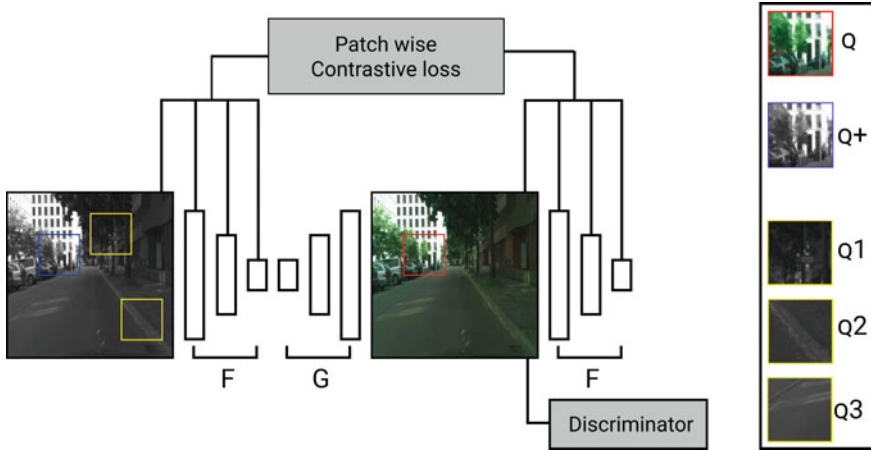 Patch wise
Contrastive loss
Q
Q+
Q1
Q2
Q3
F
G
F
Discriminator